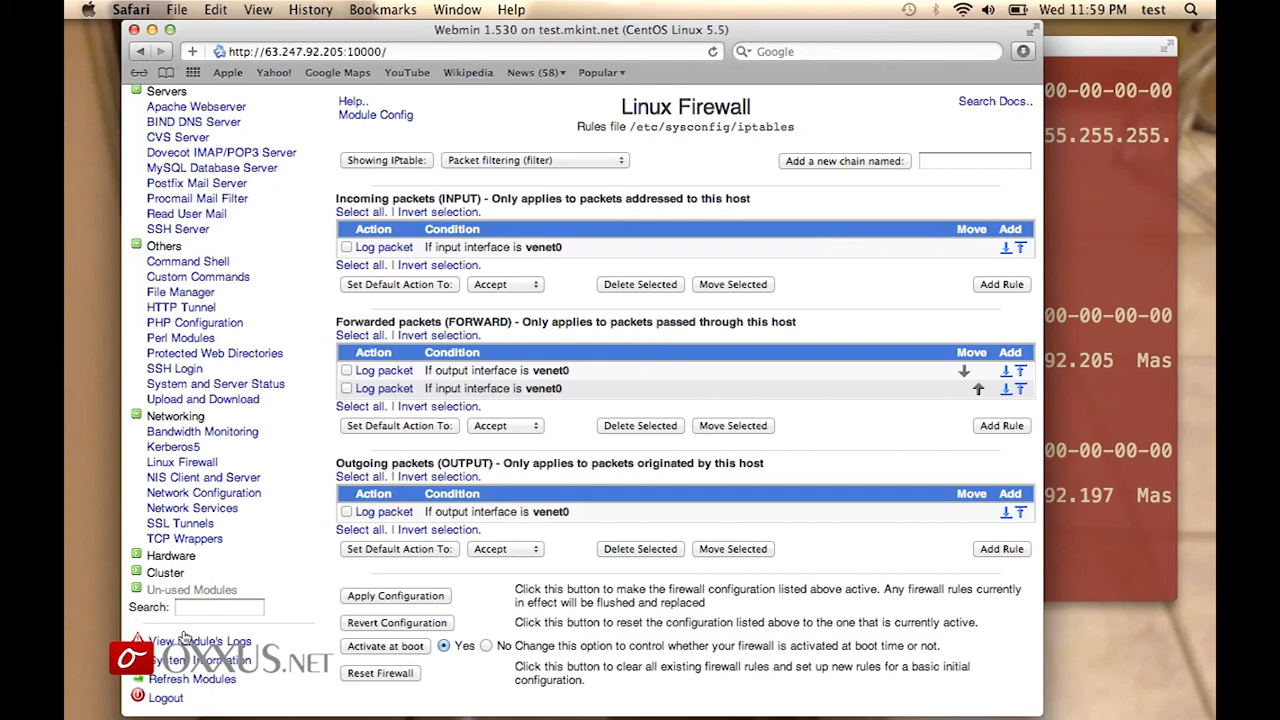 Safari File Edit View History Bookmarks Window Help Wed 11:59 PM test
Webmin 1.530 on test.mkint.net (CentOS Linux 5.5)
http://63.247.92.205:10000/
Google
Apple Yahoo! Google Maps YouTube Wikipedia News (58) Popular
Servers
Apache Webserver
BIND DNS Server
CVS Server
Dovecot IMAP/POP3 Server
MySQL Database Server
Postfix Mail Server
Procmail Mail Filter
Read User Mail
SSH Server
Others
Command Shell
Custom Commands
File Manager
HTTP Tunnel
PHP Configuration
Perl Modules
Protected Web Directories
SSH Login
System and Server Status
Upload and Download
Networking
Bandwidth Monitoring
Kerberos5
Linux Firewall
NIS Client and Server
Network Configuration
Network Services
SSL Tunnels
TCP Wrappers
Hardware
Cluster
Un-used Modules
Search:
View Module's Logs
System Information
Refresh Modules
Logout
OXXUS.NET
Help..
Module Config
Linux Firewall
Rules file /etc/sysconfig/iptables
Search Docs..
Showing IPtable: Packet filtering (filter) Add a new chain named:
Incoming packets (INPUT) - Only applies to packets addressed to this host
Select all. | Invert selection.
Action Condition Move Add
Log packet If input interface is venet0
Select all. | Invert selection.
Set Default Action To: Accept Delete Selected Move Selected Add Rule
Forwarded packets (FORWARD) - Only applies to packets passed through this host
Select all. | Invert selection.
Action Condition Move Add
Log packet If output interface is venet0
Log packet If input interface is venet0
Select all. | Invert selection.
Set Default Action To: Accept Delete Selected Move Selected Add Rule
Outgoing packets (OUTPUT) - Only applies to packets originated by this host
Select all. | Invert selection.
Action Condition Move Add
Log packet If output interface is venet0
Select all. | Invert selection.
Set Default Action To: Accept Delete Selected Move Selected Add Rule
Apply Configuration
Click this button to make the firewall configuration listed above active. Any firewall rules currently
in effect will be flushed and replaced
Revert Configuration
Click this button to reset the configuration listed above to the one that is currently active.
Activate at boot Yes No Change this option to control whether your firewall is activated at boot time or not.
Reset Firewall
Click this button to clear all existing firewall rules and set up new rules for a basic initial
configuration.
00-00-00-00
55.255.255.
00-00-00-00
92.205 Mas
00-00-00-00
92.197 Mas